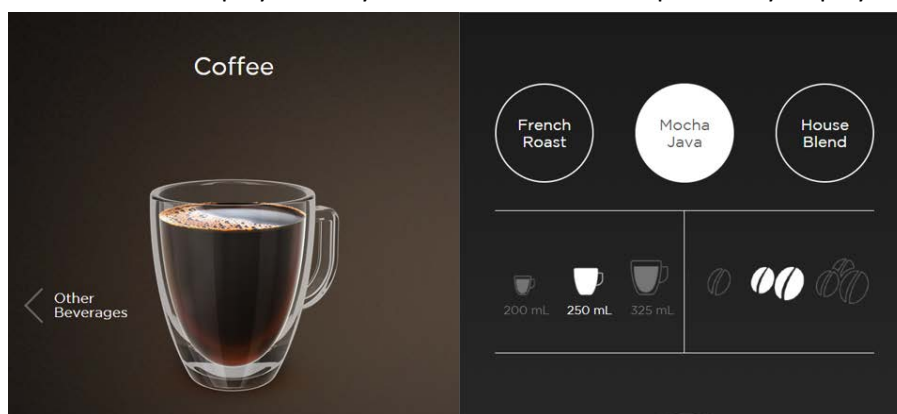 Coffee
Other
Beverages
French
Roast
Mocha
Java
House
Blend
200 mL
250 mL
325 mL